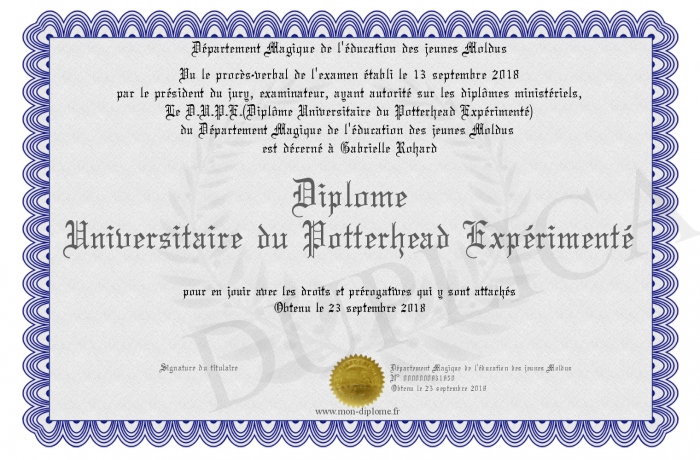 Département Magique de l'éducation des jeunes Moldus
Vu le procès-verbal de l'examen établi le 13 septembre 2018
par le président du jury, examinateur, ayant autorité sur les diplômes ministériels,
Le D.U.P.E.(Diplôme Universitaire du Potterhead Expérimenté)
du Département Magique de l'éducation des jeunes Moldus
est décerné à Gabrielle Rohard
Diplome
Universitaire du Potterhead Expérimenté
DUPLICATA
pour en jouir avec les droits et prérogatives qui y sont attachés
Obtenu le 23 septembre 2018
Signature du titulaire
Département Magique de l'éducation des jeunes Moldus
N°
Obtenu le 23 septembre 2018
www.mon-diplome.fr